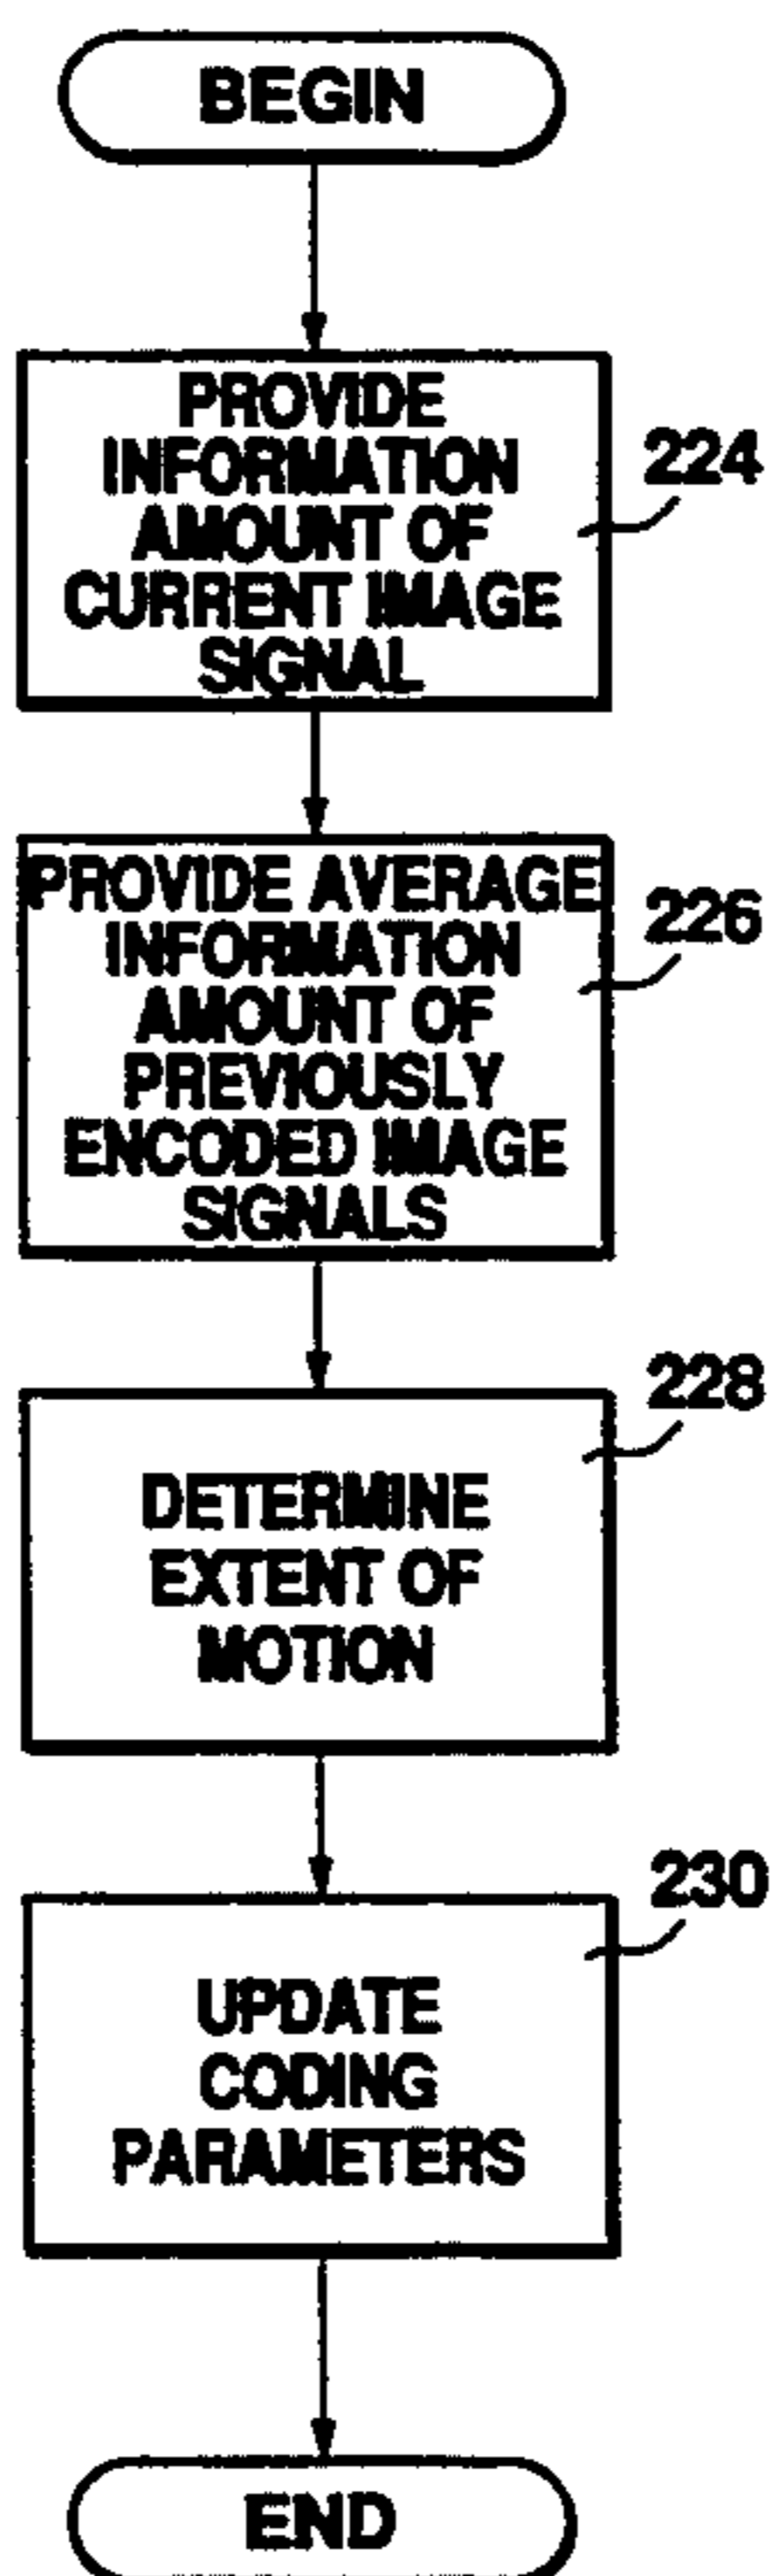 BEGIN
PROVIDE
INFORMATION
AMOUNT OF
CURRENT IMAGE
SIGNAL
224
PROVIDE AVERAGE
INFORMATION
AMOUNT OF
PREVIOUSLY
ENCODED IMAGE
SIGNALS
226
DETERMINE
EXTENT OF
MOTION
228
UPDATE
CODING
PARAMETERS
230
END